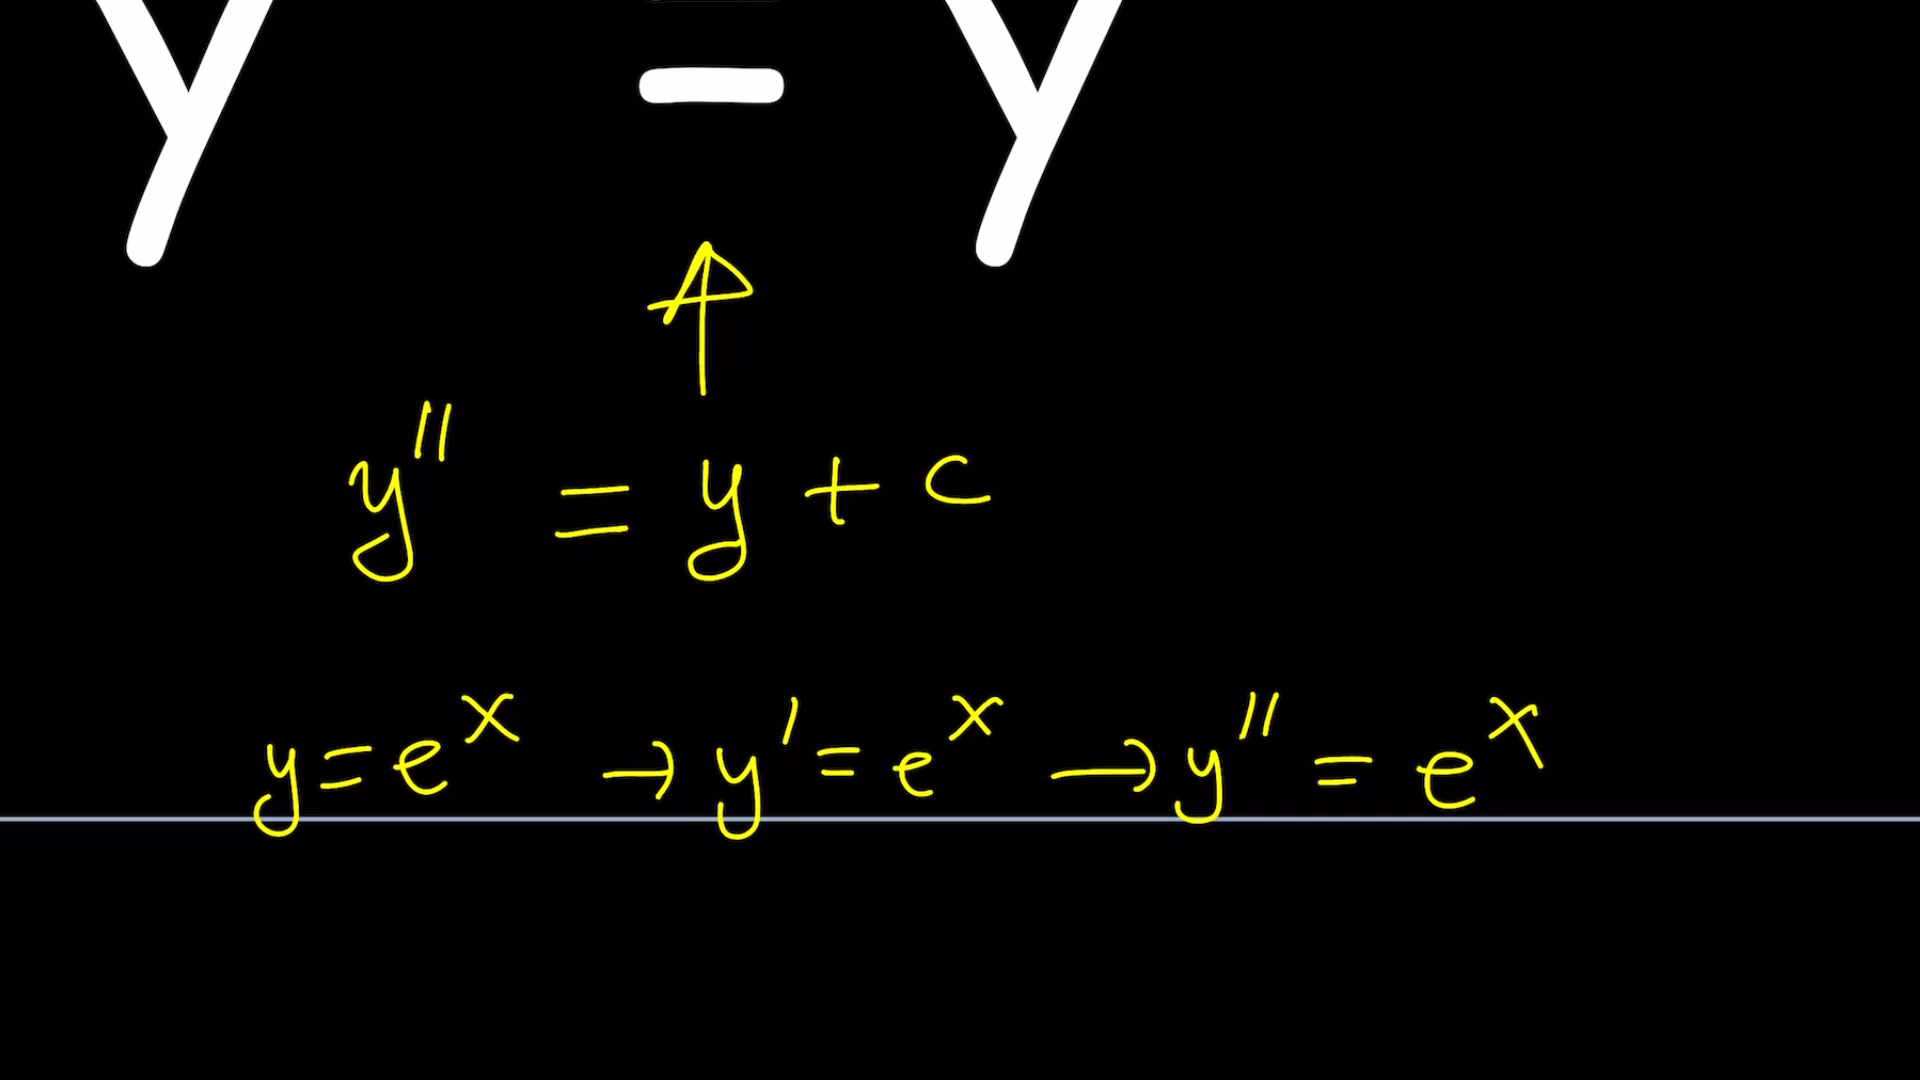 y = y
y'' = y + c
y = e^x → y' = e^x → y'' = e^x